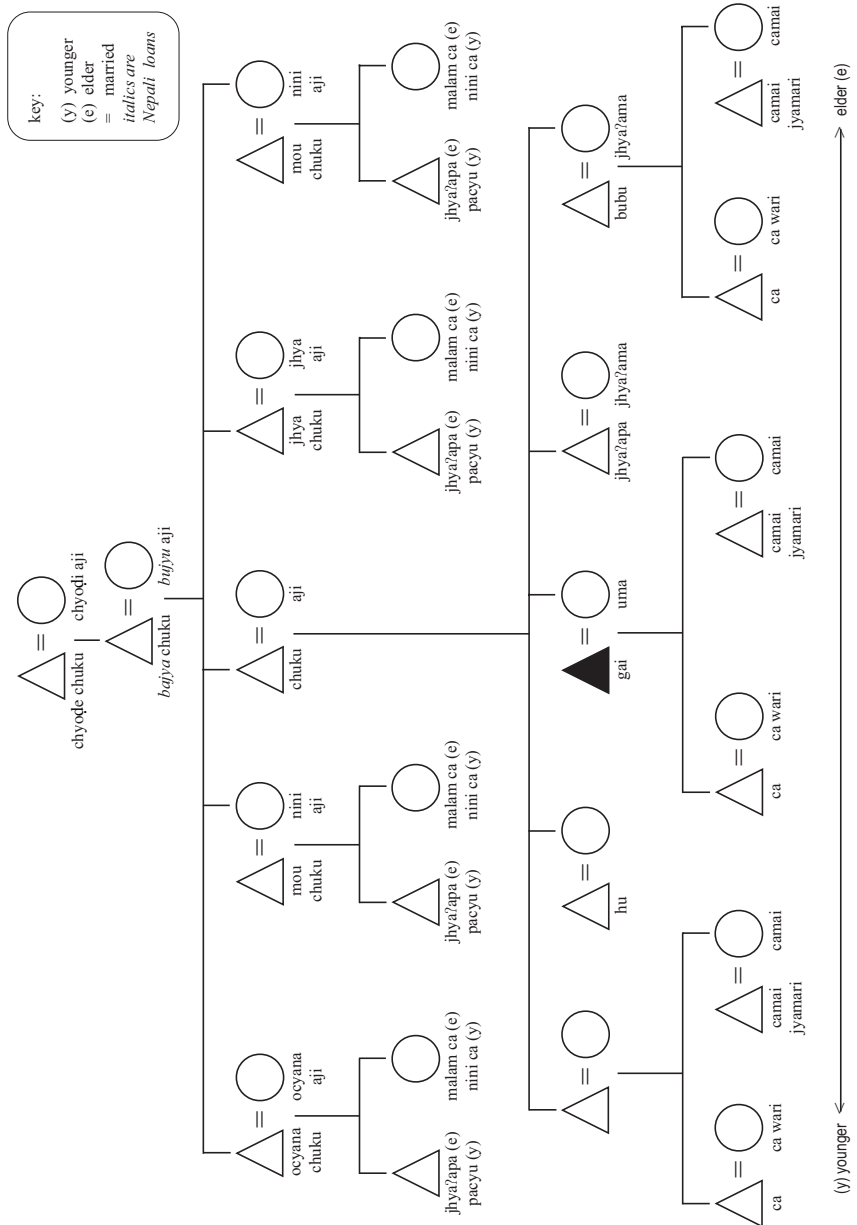 key:
(y) younger
(e) elder
= married
italics are
Nepali loans
=
chyoḍe chuku
chyoḍi aji
=
bajya chuku
bujyu aji
=
ocyana
chuku
ocyana
aji
=
mou
chuku
nini
aji
=
chuku
aji
=
jhya
chuku
jhya
aji
=
mou
chuku
nini
aji
jhya?apa (e)
pacyu (y)
malam ca (e)
nini ca (y)
jhya?apa (e)
pacyu (y)
malam ca (e)
nini ca (y)
jhya?apa (e)
pacyu (y)
malam ca (e)
nini ca (y)
jhya?apa (e)
pacyu (y)
malam ca (e)
nini ca (y)
=
=
hu
=
gai
uma
=
jhya?apa
jhya?ama
=
bubu
jhya?ama
=
ca
ca wari
=
camai
jyamari
camai
=
ca
ca wari
=
camai
jyamari
camai
=
ca
ca wari
=
camai
jyamari
camai
(y) younger
elder (e)